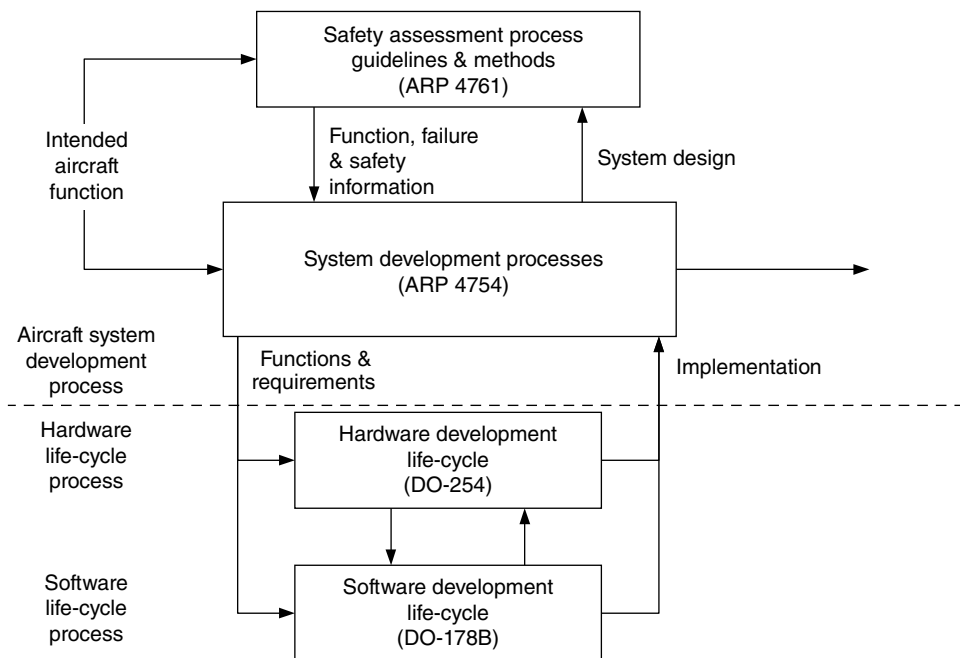 Safety assessment process
guidelines & methods
(ARP 4761)
Intended
aircraft
function
Function, failure
& safety
information
System design
System development processes
(ARP 4754)
Aircraft system
development
process
Functions &
requirements
Implementation
Hardware
life-cycle
process
Hardware development
life-cycle
(DO-254)
Software
life-cycle
process
Software development
life-cycle
(DO-178B)